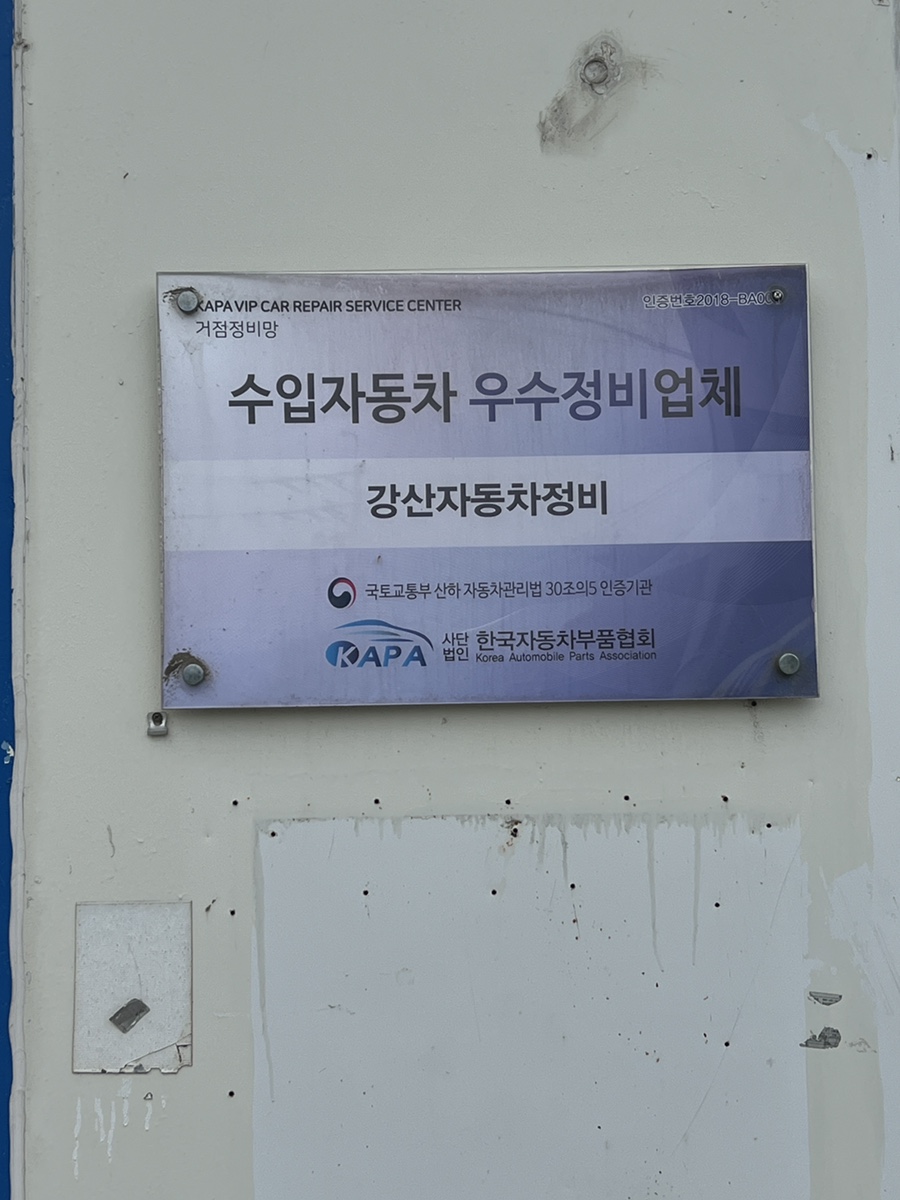 KAPA VIP CAR REPAIR SERVICE CENTER
거점정비망
수입자동차 우수정비업체
강산자동차정비
국토교통부 산하 자동차관리법 30조의5 인증기관
KAPA 사단법인 한국자동차부품협회
Korea Automobile Parts Association